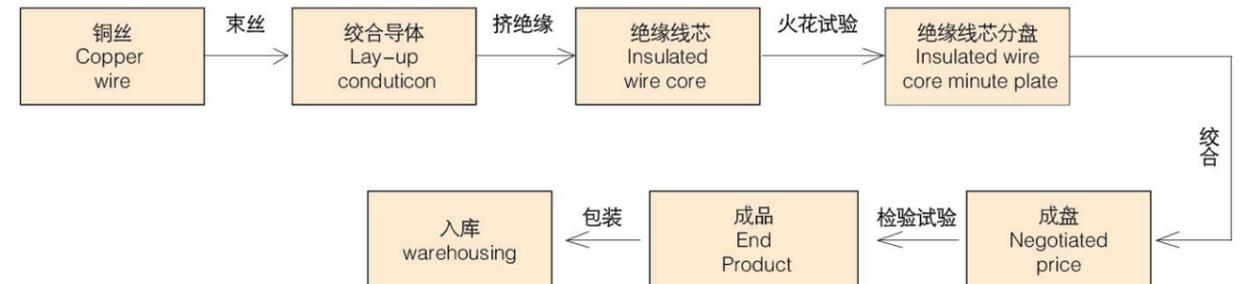 铜丝
Copper
wire
束丝
绞合导体
Lay-up
conduticon
挤绝缘
绝缘线芯
Insulated
wire core
火花试验
绝缘线芯分盘
Insulated wire
core minute plate
绞合
成盘
Negotiated
price
检验试验
成品
End
Product
包装
入库
warehousing